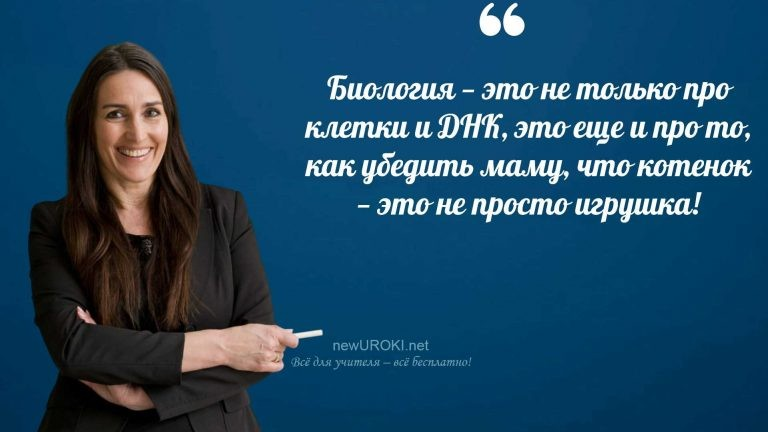 “
Биология – это не только про
клетки и ДНК, это еще и про то,
как убедить маму, что котенок
– это не просто игрушка!
newUROKI.net
Всё для учителя – всё бесплатно!